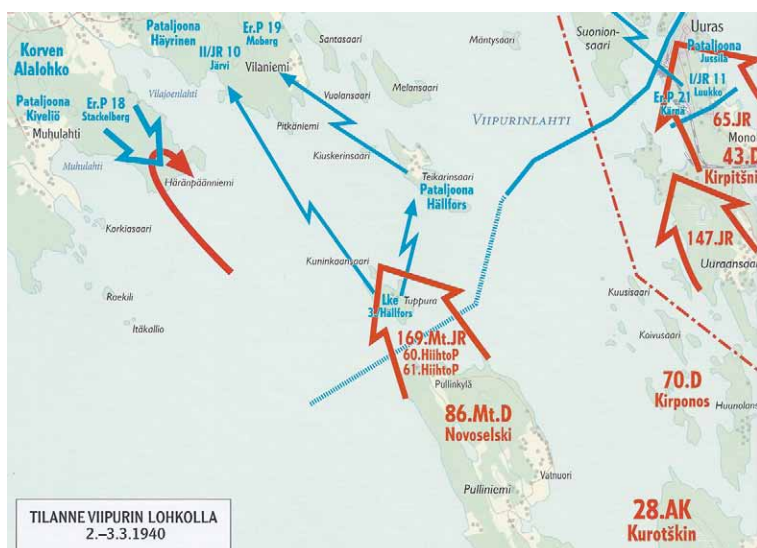 Pataljoona
Häyrinen
Er.P 19
Moberg
II/JR 10
Järvi
Santasaari
Mäntysaari
Suonion-
saari
Uuras
Pataljoona
Jussila
Korven
Alalohko
Vilaniemi
Melansaari
I/JR 11
Luukko
Vilajoenlahti
Vuolansaari
Er.P 21
Kärnä
Pataljoona
Kiveliö
Er.P 18
Stackelberg
VIIPURINLAHTI
65.JR
Muhulahti
Pitkäniemi
Mono
Kiuskerinsaari
43.D
Kirpitšni
Muhulahti
Häränpäänniemi
Teikarinsaari
Pataljoona
Hällfors
Korkiasaari
147.JR
Kuninkaansaari
Uuraansaa
Raekili
Itäkallio
Lke
3./Hällfors
Tuppura
Kuusisaari
169.Mt.JR
60.HiihtoP
61.HiihtoP
Koivusaari
Pullinkylä
70.D
Kirponos
86.Mt.D
Novoselski
Huunolans
Vatnuori
Pulliniemi
28.AK
Kurotškin
TILANNE VIIPURIN LOHKOLLA
2.–3.3.1940